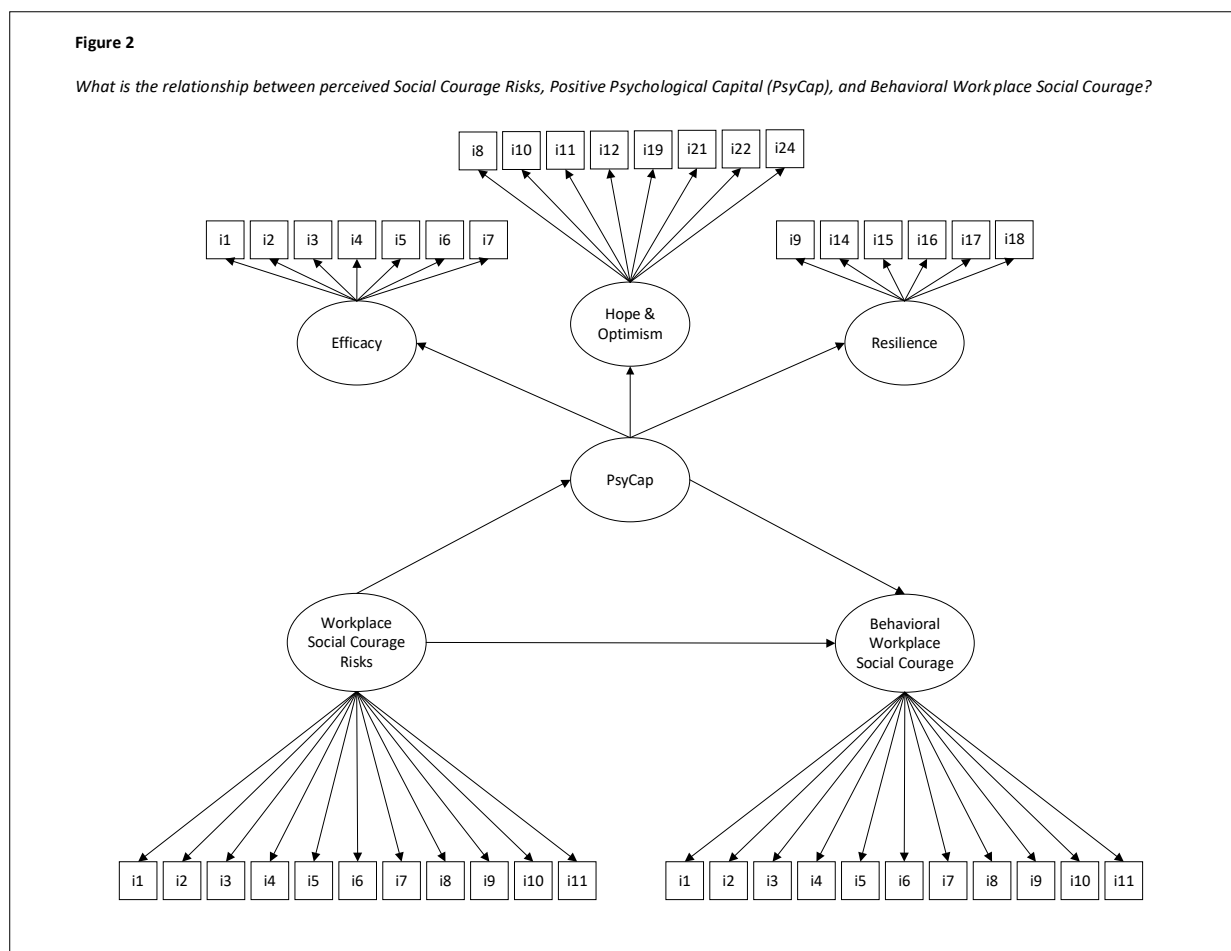 Figure 2
What is the relationship between perceived Social Courage Risks, Positive Psychological Capital (PsyCap), and Behavioral Workplace Social Courage?
i8 i10 i11 i12 i19 i21 i22 i24
i1 i2 i3 i4 i5 i6 i7
i9 i14 i15 i16 i17 i18
Efficacy
Hope &
Optimism
Resilience
PsyCap
Workplace
Social Courage
Risks
Behavioral
Workplace
Social Courage
i1 i2 i3 i4 i5 i6 i7 i8 i9 i10 i11
i1 i2 i3 i4 i5 i6 i7 i8 i9 i10 i11